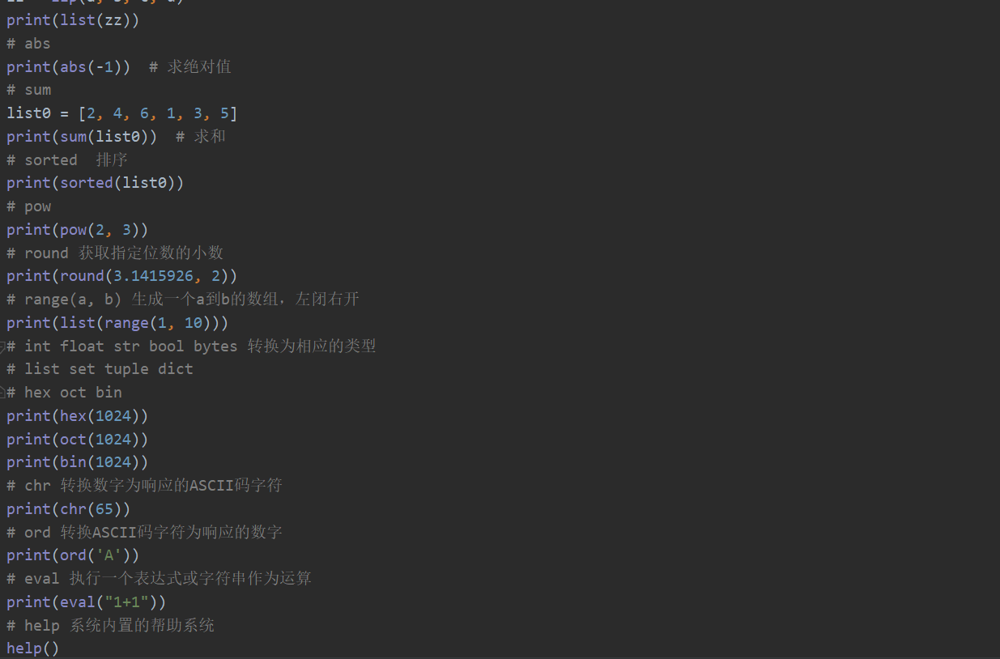 print(list(zz))
# abs
print(abs(-1))  # 求绝对值
# sum
list0 = [2, 4, 6, 1, 3, 5]
print(sum(list0))  # 求和
# sorted  排序
print(sorted(list0))
# pow
print(pow(2, 3))
# round 获取指定位数的小数
print(round(3.1415926, 2))
# range(a, b) 生成一个a到b的数组，左闭右开
print(list(range(1, 10)))
# int float str bool bytes 转换为相应的类型
# list set tuple dict
# hex oct bin
print(hex(1024))
print(oct(1024))
print(bin(1024))
# chr 转换数字为响应的ASCII码字符
print(chr(65))
# ord 转换ASCII码字符为响应的数字
print(ord('A'))
# eval 执行一个表达式或字符串作为运算
print(eval("1+1"))
# help 系统内置的帮助系统
help()